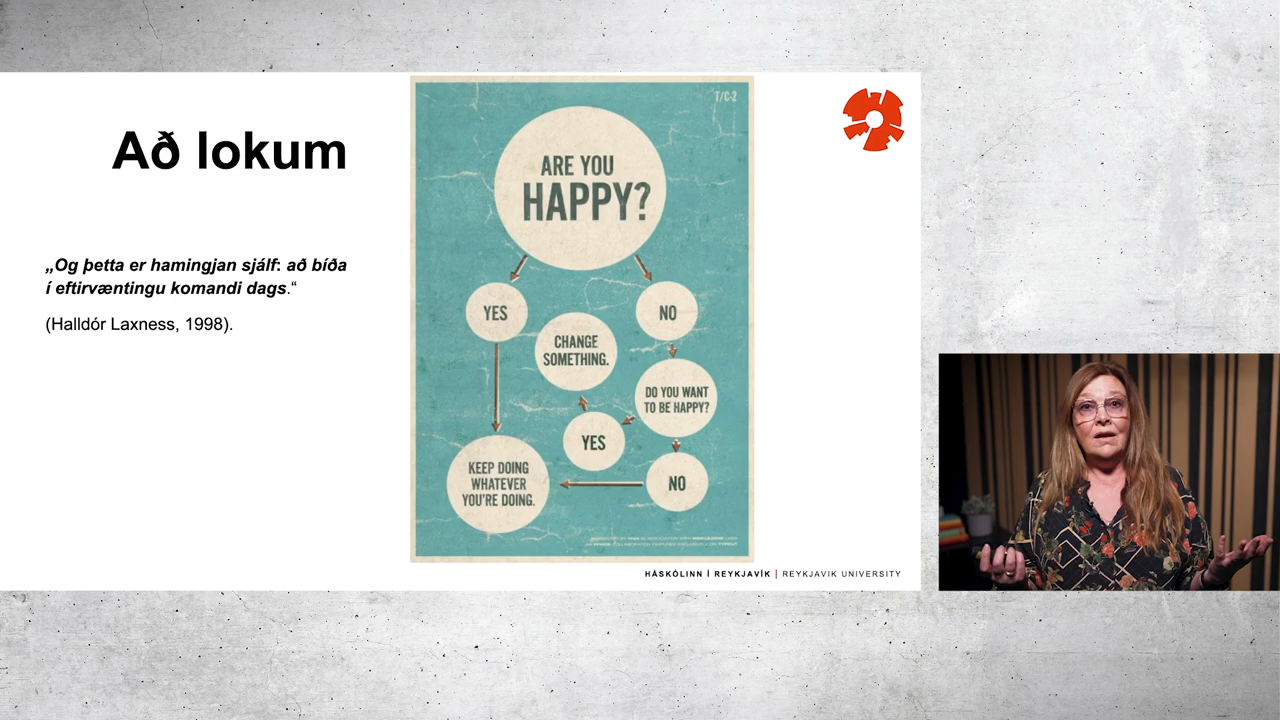 Að lokum
„Og þetta er hamingjan sjálf: að bíða
í eftirvæntingu komandi dags.“
(Halldór Laxness, 1998).
T/C-2
ARE YOU
HAPPY?
YES
NO
CHANGE
SOMETHING.
DO YOU WANT
TO BE HAPPY?
YES
KEEP DOING
WHATEVER
YOU'RE DOING.
NO
HÁSKÓLINN Í REYKJAVÍK | REYKJAVIK UNIVERSITY